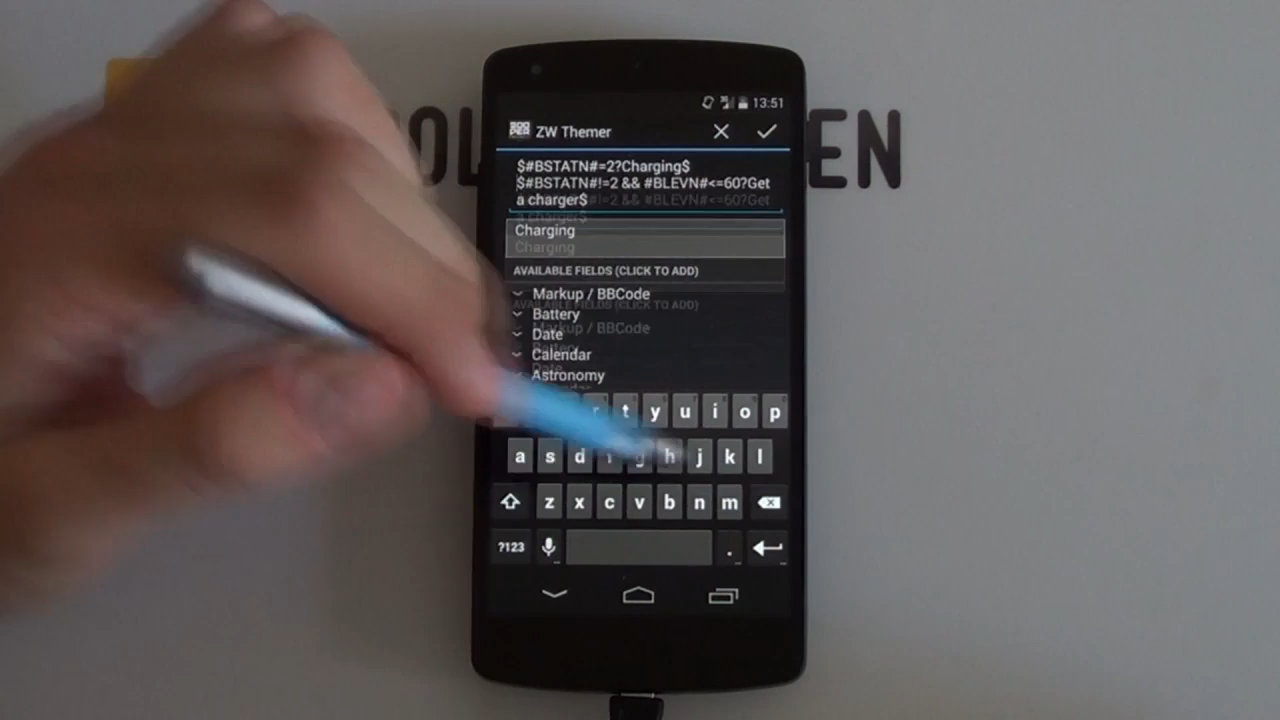 OL EN
13:51
ZW Themer
$#BSTATN#=2?Charging$
$#BSTATN#!=2 && #BLEVN#<=60?Get
a charger$
Charging
AVAILABLE FIELDS (CLICK TO ADD)
Markup / BBCode
Battery
Date
Calendar
Astronomy
r t y u i o p
a s d f g h j k l
z x c v b n m
?123 .